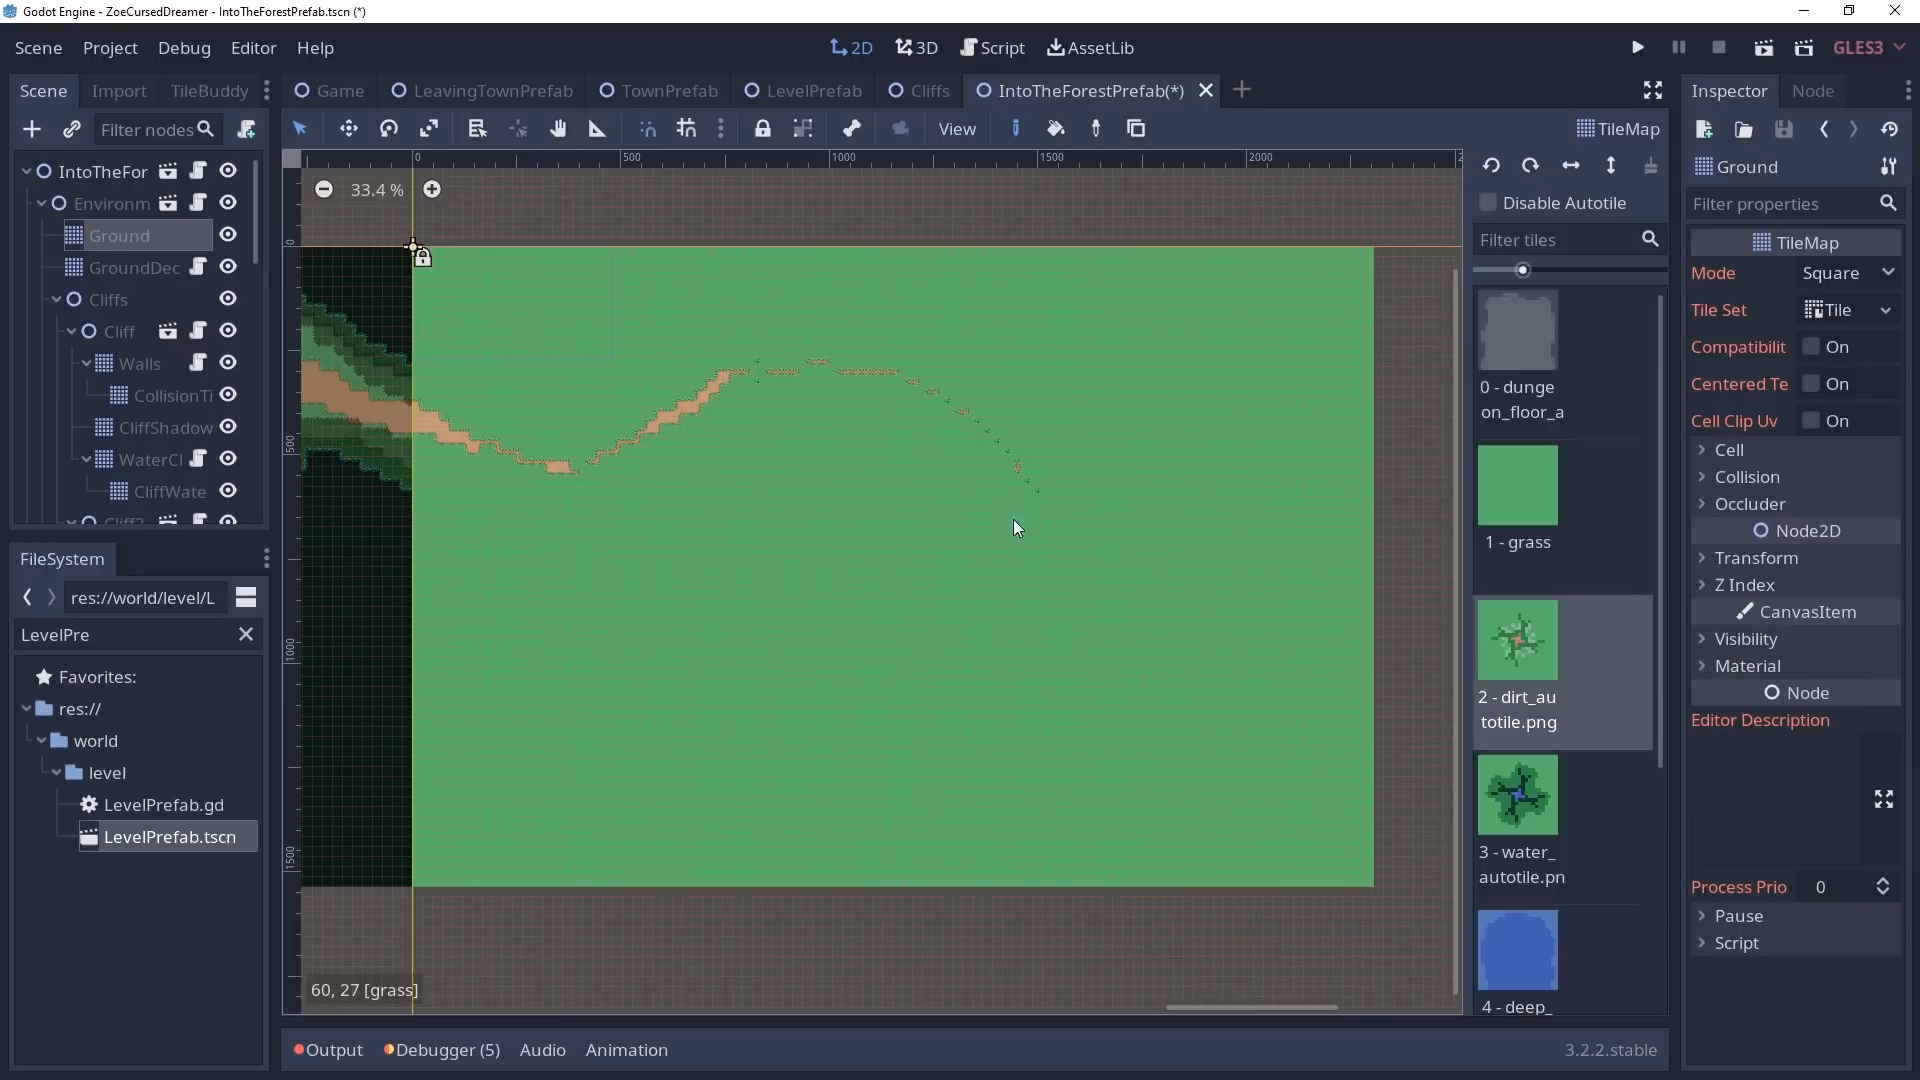 Godot Engine - ZoeCursedDreamer - IntoTheForestPrefab.tscn (*)
Scene Project Debug Editor Help
2D 3D Script AssetLib
GLES3
Scene Import TileBuddy
Game LeavingTownPrefab TownPrefab LevelPrefab Cliffs IntoTheForestPrefab(*)
Inspector Node
Filter nodes
View
TileMap
0 500 1000 1500 2000 2
33.4 %
0
500
1000
1500
60, 27 [grass]
IntoTheFor
Environm
Ground
GroundDec
Cliffs
Cliff
Walls
CollisionTi
CliffShadow
WaterCl
CliffWate
Cliff2
FileSystem
res://world/level/L
LevelPre
Favorites:
res://
world
level
LevelPrefab.gd
LevelPrefab.tscn
Disable Autotile
Filter tiles
0 - dunge
on_floor_a
1 - grass
2 - dirt_au
totile.png
3 - water_
autotile.pn
4 - deep_
Ground
Filter properties
TileMap
Mode Square
Tile Set Tile
Compatibilit On
Centered Te On
Cell Clip Uv On
Cell
Collision
Occluder
Node2D
Transform
Z Index
CanvasItem
Visibility
Material
Node
Editor Description
Process Prio 0
Pause
Script
Output Debugger (5) Audio Animation
3.2.2.stable